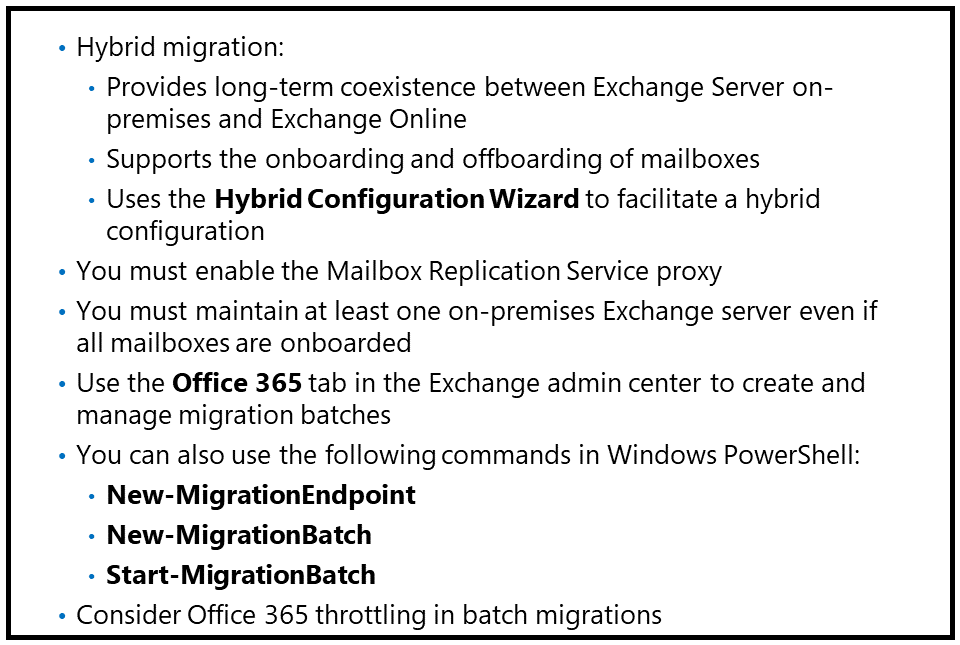 • Hybrid migration:
• Provides long-term coexistence between Exchange Server on-
premises and Exchange Online
• Supports the onboarding and offboarding of mailboxes
• Uses the Hybrid Configuration Wizard to facilitate a hybrid
configuration
• You must enable the Mailbox Replication Service proxy
• You must maintain at least one on-premises Exchange server even if
all mailboxes are onboarded
• Use the Office 365 tab in the Exchange admin center to create and
manage migration batches
• You can also use the following commands in Windows PowerShell:
• New-MigrationEndpoint
• New-MigrationBatch
• Start-MigrationBatch
• Consider Office 365 throttling in batch migrations